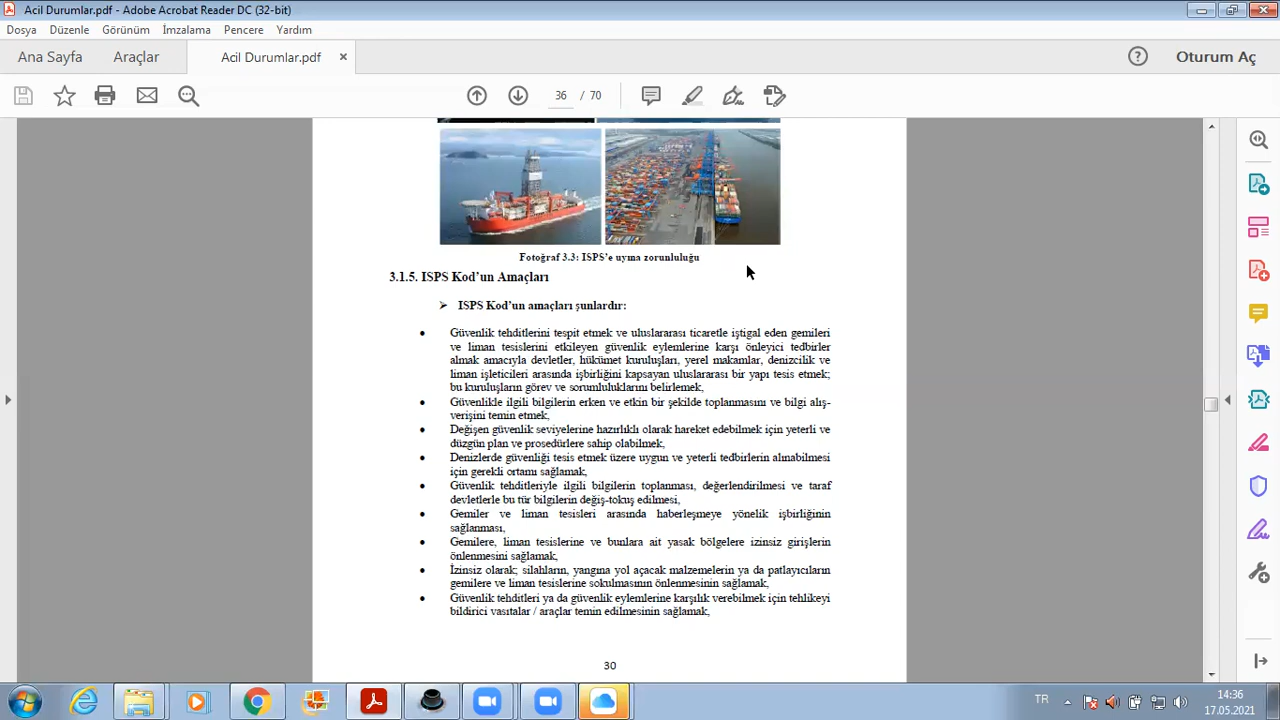 Acil Durumlar.pdf - Adobe Acrobat Reader DC (32-bit)
Dosya Düzenle Görünüm İmzalama Pencere Yardım
Ana Sayfa Araçlar Acil Durumlar.pdf × ? Oturum Aç
36 / 70
Fotoğraf 3.3: ISPS'e uyma zorunluluğu
3.1.5. ISPS Kod'un Amaçları
➢ ISPS Kod'un amaçları şunlardır:
• Güvenlik tehditlerini tespit etmek ve uluslararası ticaretle iştigal eden gemileri
ve liman tesislerini etkileyen güvenlik eylemlerine karşı önleyici tedbirler
almak amacıyla devletler, hükümet kuruluşları, yerel makamlar, denizcilik ve
liman işleticileri arasında işbirliğini kapsayan uluslararası bir yapı tesis etmek;
bu kuruluşların görev ve sorumluluklarını belirlemek,
• Güvenlikle ilgili bilgilerin erken ve etkin bir şekilde toplanmasını ve bilgi alış-
verişini temin etmek,
• Değişen güvenlik seviyelerine hazırlıklı olarak hareket edebilmek için yeterli ve
düzgün plan ve prosedürlere sahip olabilmek,
• Denizlerde güvenliği tesis etmek üzere uygun ve yeterli tedbirlerin alınabilmesi
için gerekli ortamı sağlamak,
• Güvenlik tehditleriyle ilgili bilgilerin toplanması, değerlendirilmesi ve taraf
devletlerle bu tür bilgilerin değiş-tokuş edilmesi,
• Gemiler ve liman tesisleri arasında haberleşmeye yönelik işbirliğinin
sağlanması,
• Gemilere, liman tesislerine ve bunlara ait yasak bölgelere izinsiz girişlerin
önlenmesini sağlamak,
• İzinsiz olarak; silahların, yangına yol açacak malzemelerin ya da patlayıcıların
gemilere ve liman tesislerine sokulmasının önlenmesinin sağlamak,
• Güvenlik tehditleri ya da güvenlik eylemlerine karşılık verebilmek için tehlikeyi
bildirici vasıtalar / araçlar temin edilmesinin sağlamak,
30
TR 14:36
17.05.2021